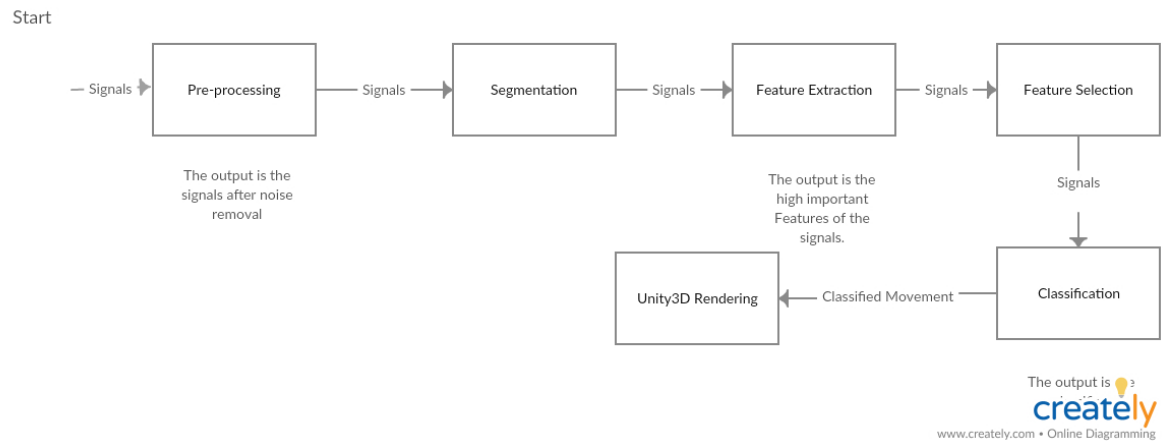 Start
Signals
Pre-processing
Signals
Segmentation
Signals
Feature Extraction
Signals
Feature Selection
The output is the
signals after noise
removal
The output is the
high important
Features of the
signals.
Signals
Unity3D Rendering
Classified Movement
Classification
The output is
creately
www.creately.com • Online Diagramming